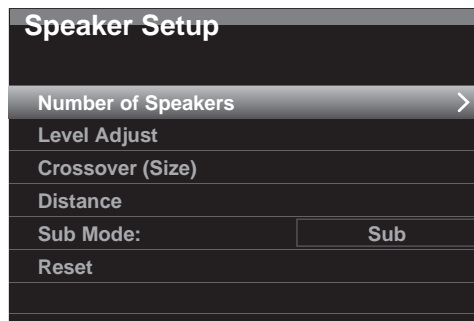 Speaker Setup
Number of Speakers
Level Adjust
Crossover (Size)
Distance
Sub Mode: Sub
Reset